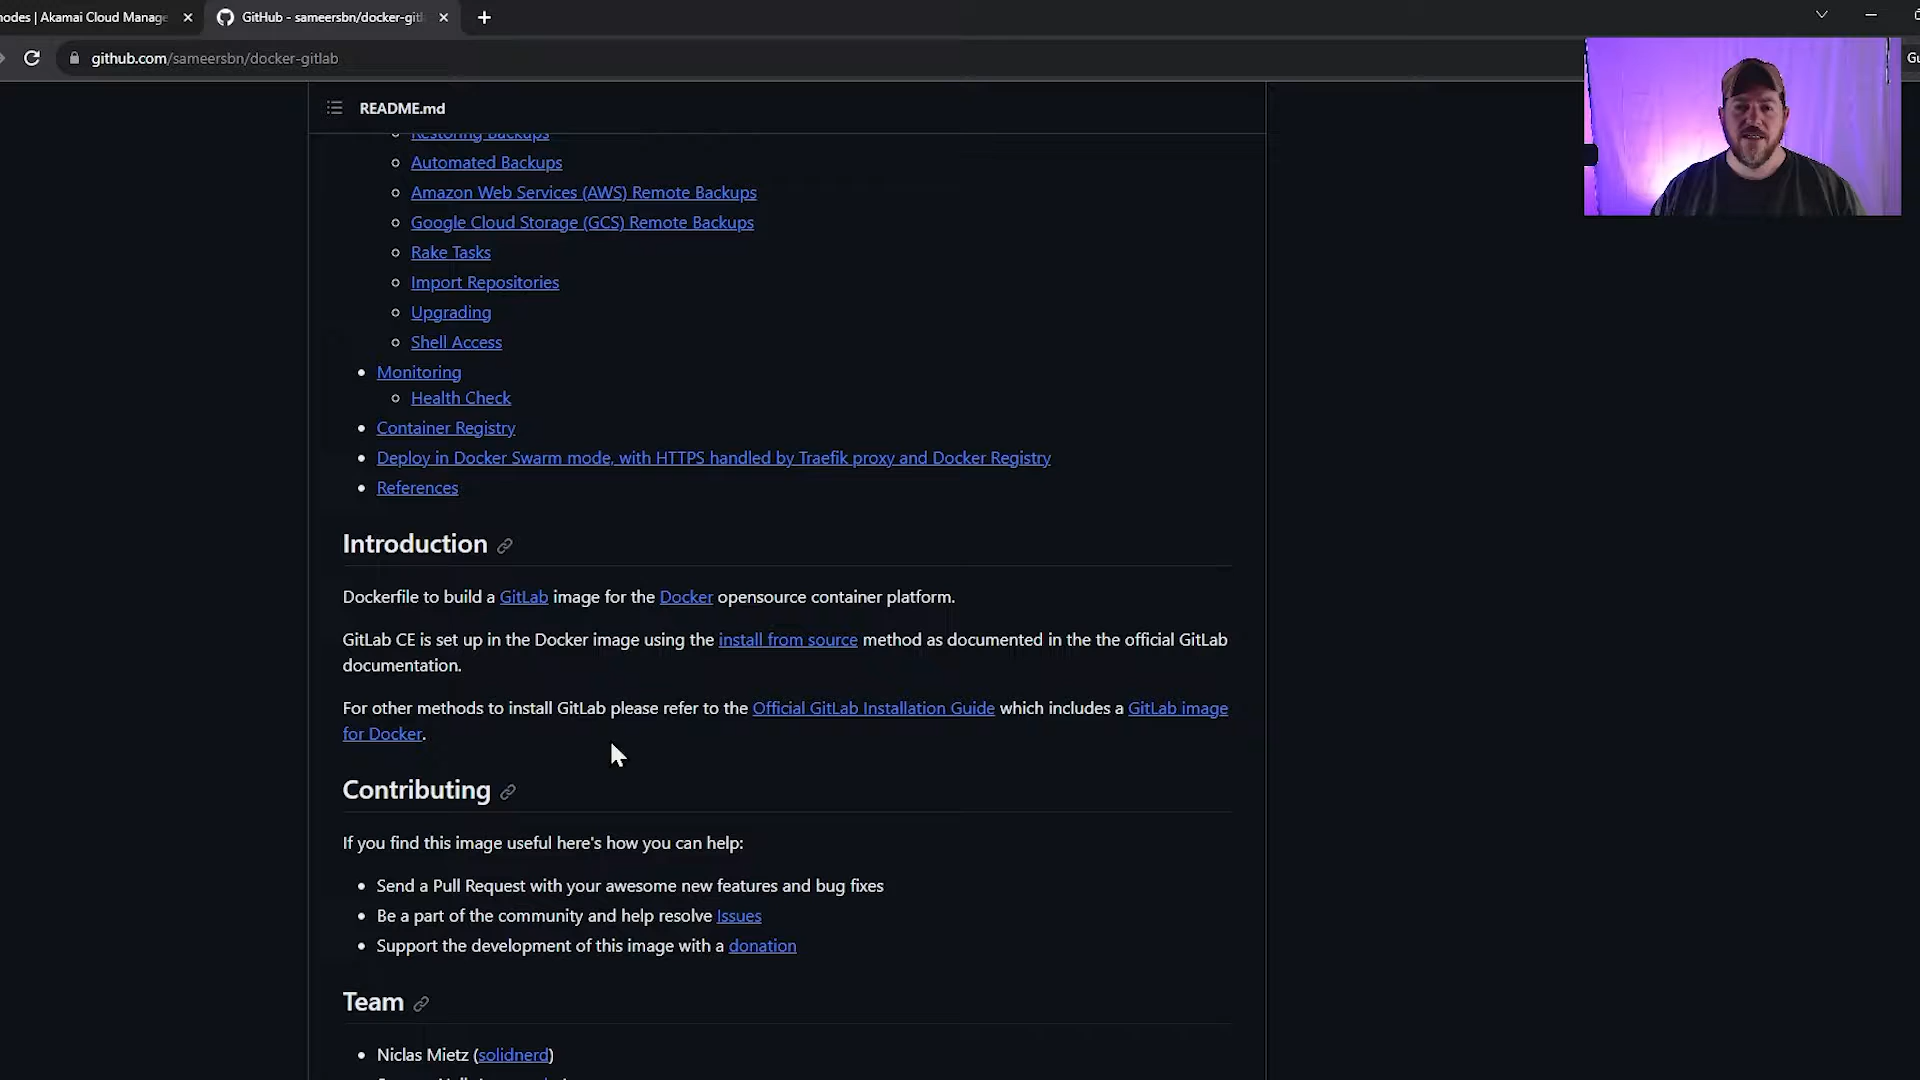 nodes | Akamai Cloud Manage
GitHub - sameersbn/docker-git
github.com/sameersbn/docker-gitlab
README.md
Restoring Backups
Automated Backups
Amazon Web Services (AWS) Remote Backups
Google Cloud Storage (GCS) Remote Backups
Rake Tasks
Import Repositories
Upgrading
Shell Access
Monitoring
Health Check
Container Registry
Deploy in Docker Swarm mode, with HTTPS handled by Traefik proxy and Docker Registry
References
Introduction
Dockerfile to build a GitLab image for the Docker opensource container platform.
GitLab CE is set up in the Docker image using the install from source method as documented in the the official GitLab
documentation.
For other methods to install GitLab please refer to the Official GitLab Installation Guide which includes a GitLab image
for Docker.
Contributing
If you find this image useful here's how you can help:
Send a Pull Request with your awesome new features and bug fixes
Be a part of the community and help resolve Issues
Support the development of this image with a donation
Team
Niclas Mietz (solidnerd)